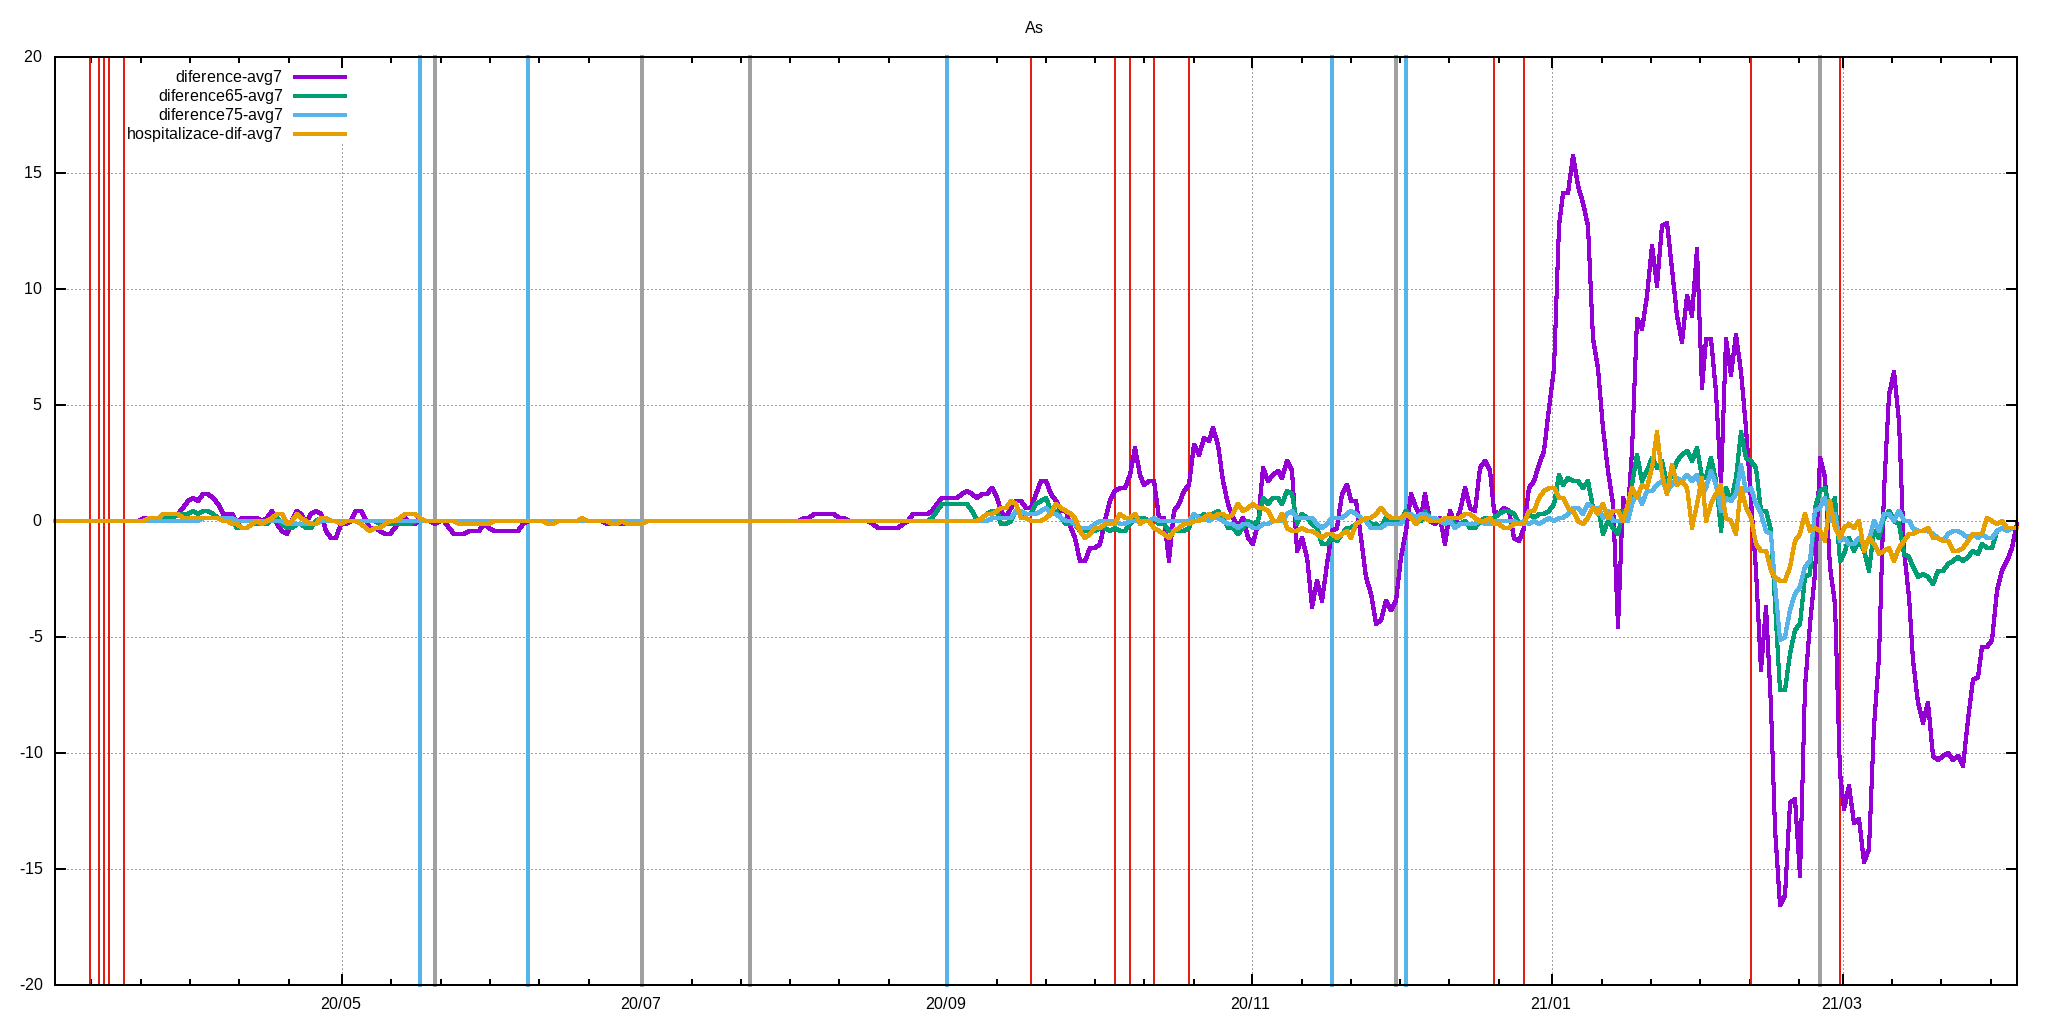 As
20
diference-avg7
diference65-avg7
diference75-avg7
hospitalizace-dif-avg7
15
10
5
0
-5
-10
-15
-20
20/05 20/07 20/09 20/11 21/01 21/03